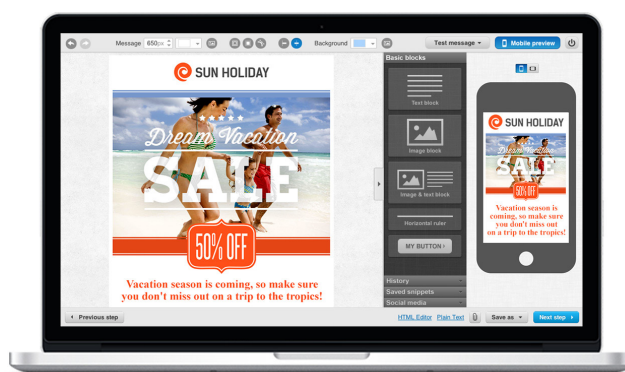 Message 650px
Background
Test message
Mobile preview
SUN HOLIDAY
Dream Vacation
SALE
50% OFF
Vacation season is coming, so make sure
you don't miss out on a trip to the tropics!
Basic blocks
Text block
Image block
Image & text block
Horizontal ruler
MY BUTTON ›
History
Saved snippets
Social media
SUN HOLIDAY
Dream Vacation
SALE
50% OFF
Vacation season is
coming, so make sure
you don't miss out
on a trip to the tropics!
Previous step
HTML Editor Plain Text
Save as
Next step